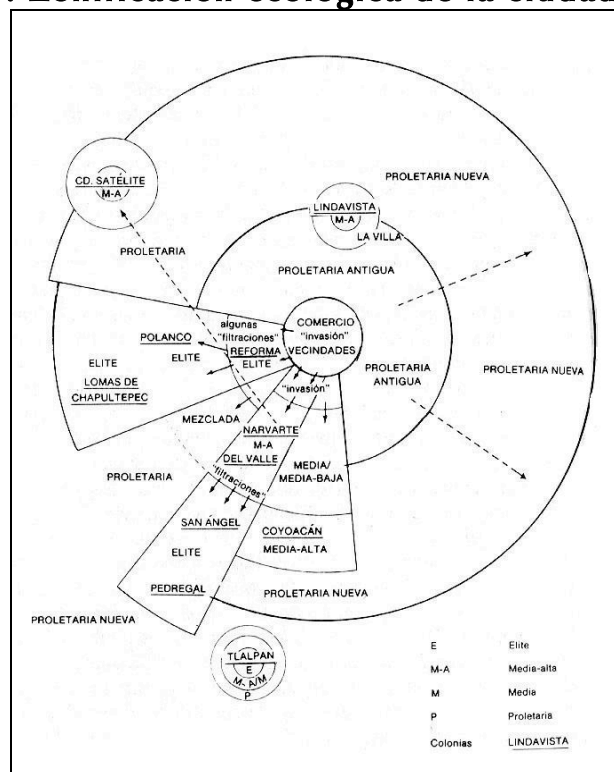 Zonificación ecológica de la ciudad
CD. SATÉLITE
M-A
PROLETARIA NUEVA
LINDAVISTA
M-A
LA VILLA
PROLETARIA
PROLETARIA ANTIGUA
algunas
"filtraciones"
COMERCIO
"invasión"
VECINDADES
POLANCO
REFORMA
ELITE
ELITE
ELITE
LOMAS DE
CHAPULTEPEC
PROLETARIA
ANTIGUA
PROLETARIA NUEVA
"invasión"
MEZCLADA
NARVARTE
M-A
DEL VALLE
MEDIA/
MEDIA-BAJA
PROLETARIA
"filtraciones"
SAN ÁNGEL
ELITE
PEDREGAL
COYOACÁN
MEDIA-ALTA
PROLETARIA NUEVA
PROLETARIA NUEVA
TLALPAN
E
M-A/M
P
E Elite
M-A Media-alta
M Media
P Proletaria
Colonias LINDAVISTA